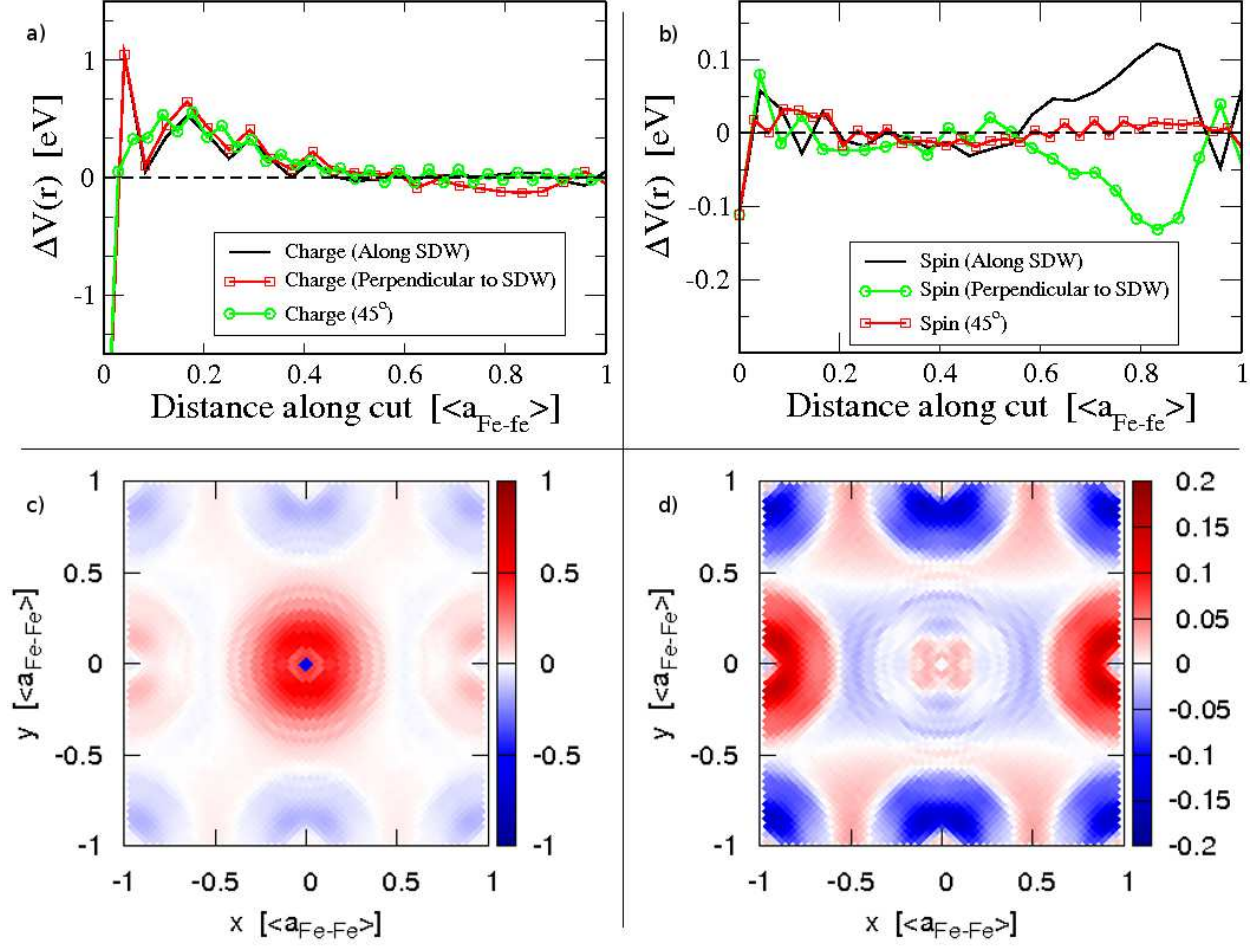 a)
1
0
-1
ΔV(r) [eV]
Charge (Along SDW)
Charge (Perpendicular to SDW)
Charge (45°)
0 0.2 0.4 0.6 0.8 1
Distance along cut [<a_Fe-fe>]
b)
0.1
0
-0.1
-0.2
ΔV(r) [eV]
Spin (Along SDW)
Spin (Perpendicular to SDW)
Spin (45°)
0 0.2 0.4 0.6 0.8 1
Distance along cut [<a_Fe-fe>]
c)
1
0.5
0
-0.5
-1
y [<a_Fe-Fe>]
-1 -0.5 0 0.5 1
x [<a_Fe-Fe>]
1
0.5
0
-0.5
-1
d)
1
0.5
0
-0.5
-1
y [<a_Fe-Fe>]
-1 -0.5 0 0.5 1
x [<a_Fe-Fe>]
0.2
0.15
0.1
0.05
0
-0.05
-0.1
-0.15
-0.2